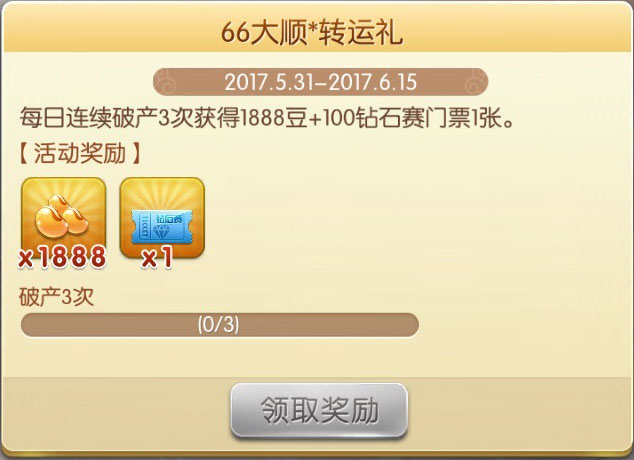 66大顺*转运礼
2017.5.31-2017.6.15
每日连续破产3次获得1888豆+100钻石赛门票1张。
【活动奖励】
TICKET 钻石赛
x1888 x1
破产3次
(0/3)
领取奖励